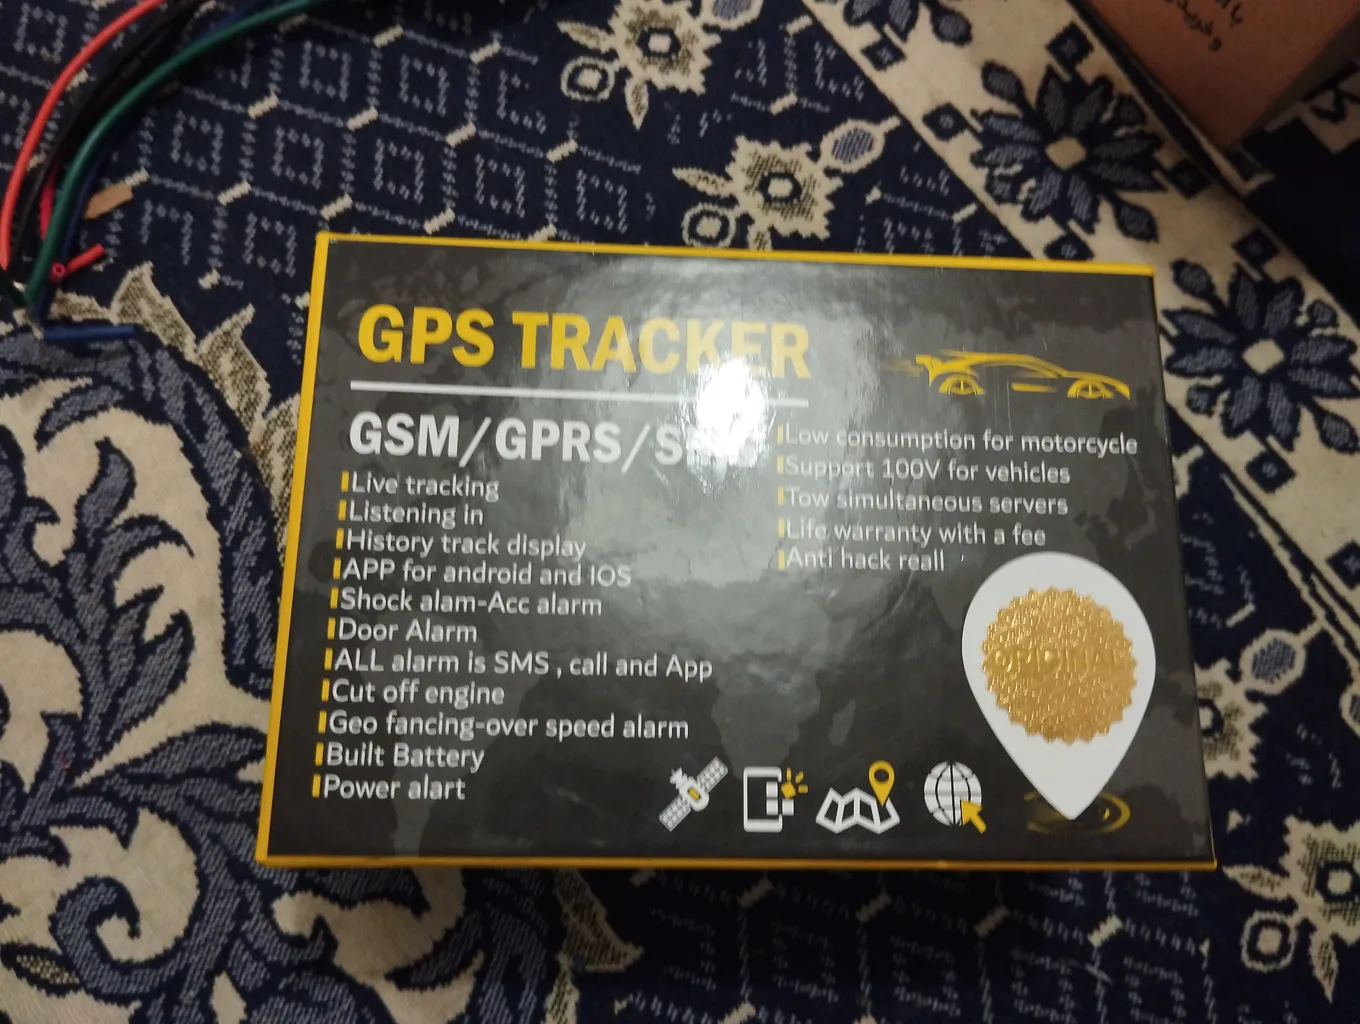 GPS TRACKER
GSM/GPRS/S
Live tracking
Listening in
History track display
APP for android and IOS
Shock alam-Acc alarm
Door Alarm
ALL alarm is SMS , call and App
Cut off engine
Geo fancing-over speed alarm
Built Battery
Power alart
Low consumption for motorcycle
Support 100V for vehicles
Tow simultaneous servers
Life warranty with a fee
Anti hack reall
ORIGINAL